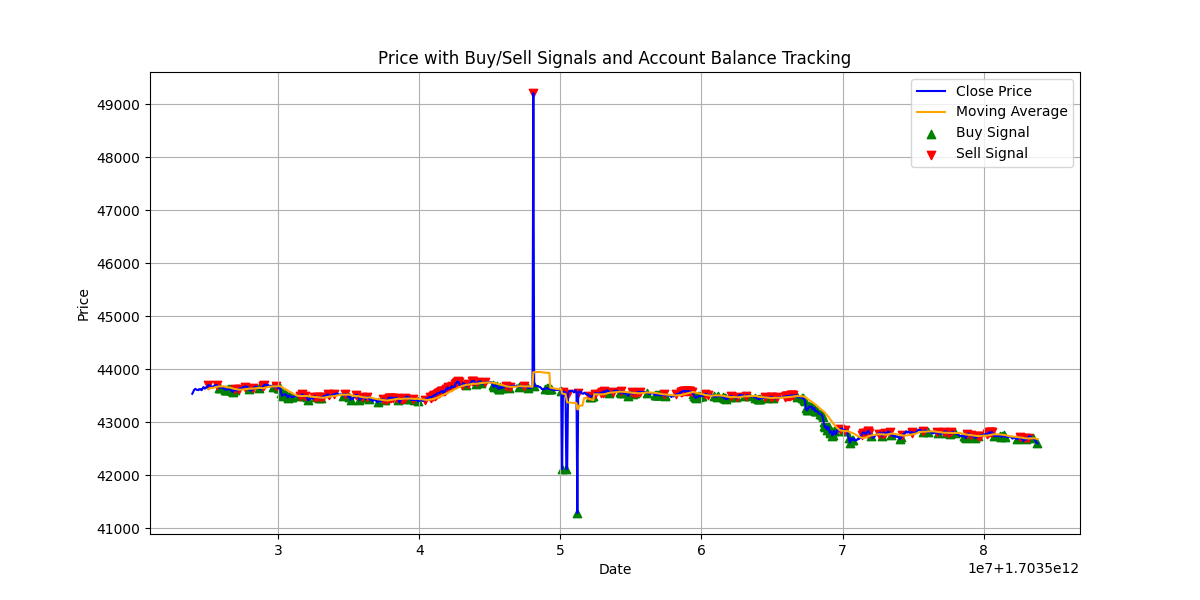 Price with Buy/Sell Signals and Account Balance Tracking
Close Price
Moving Average
Buy Signal
Sell Signal
49000
48000
47000
46000
45000
44000
43000
42000
41000
Price
3 4 5 6 7 8
Date
1e7+1.7035e12